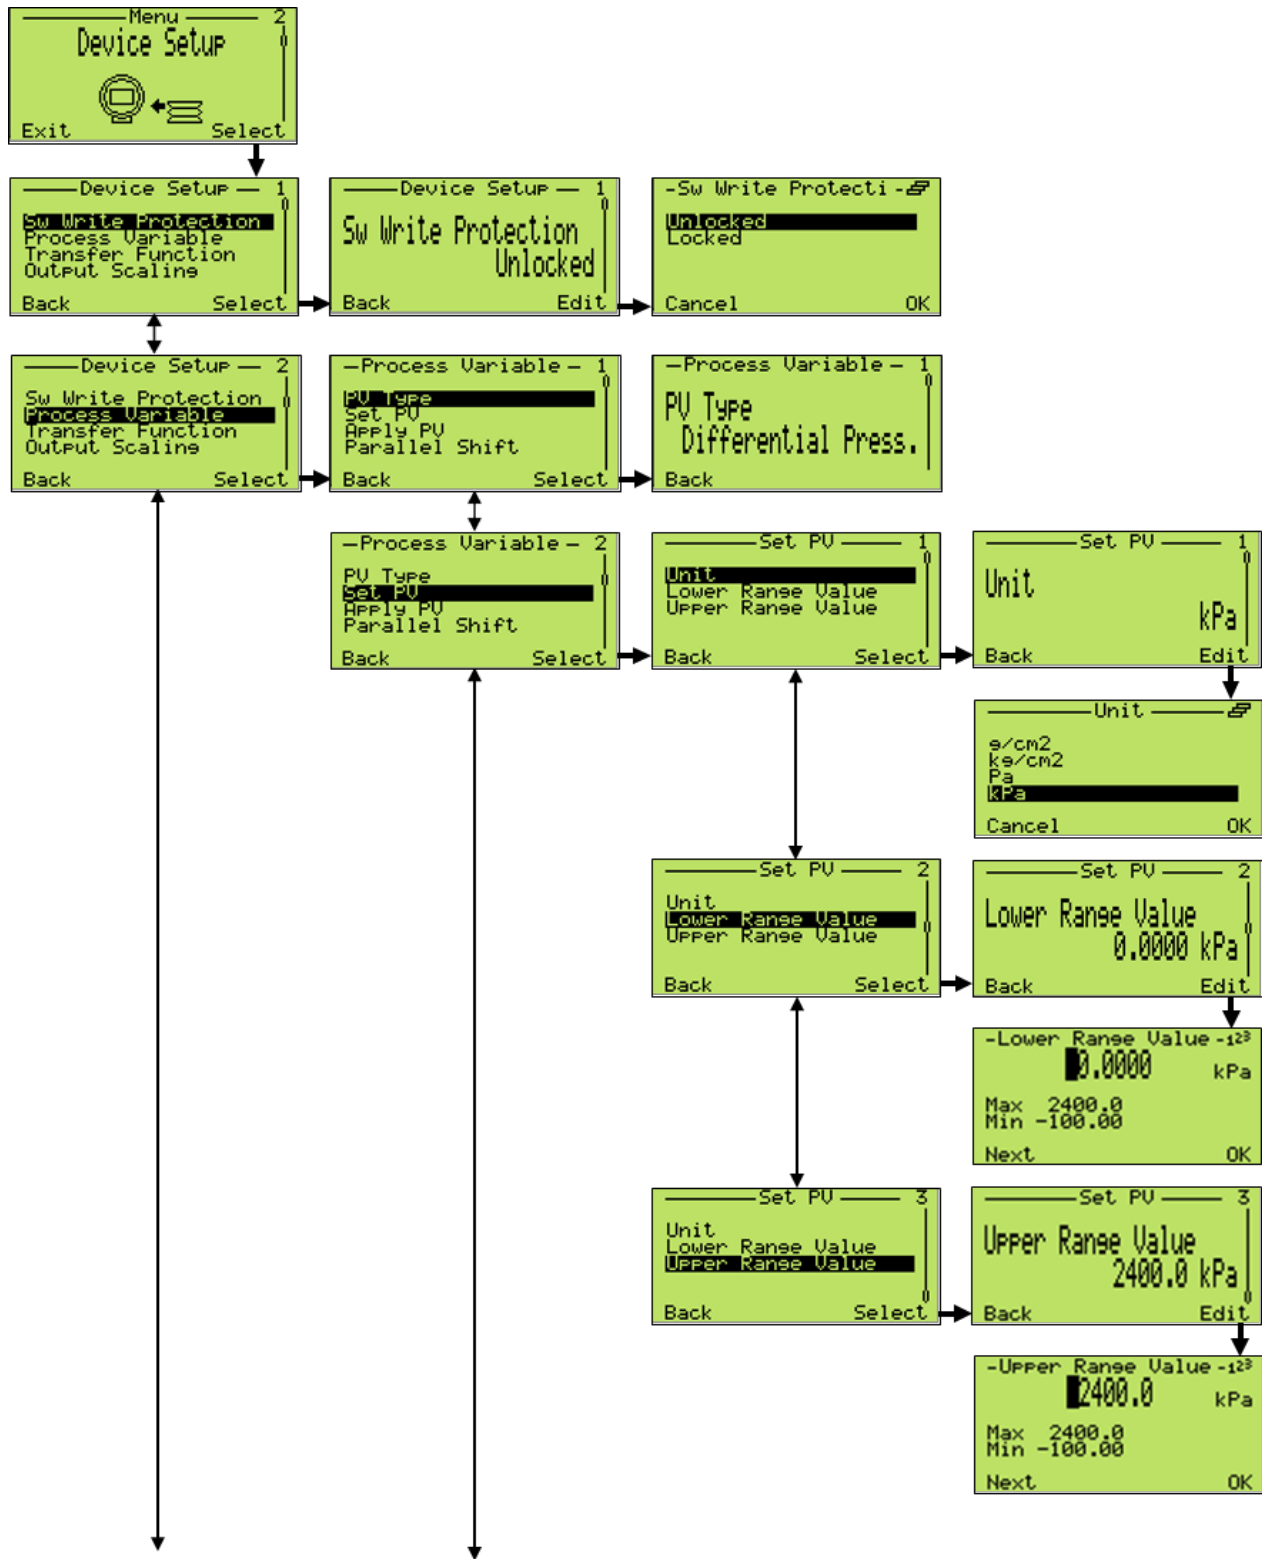 Menu 2
Device Setup
Exit Select
Device Setup 1
Sw Write Protection
Process Variable
Transfer Function
Output Scaling
Back Select
Device Setup 1
Sw Write Protection
Unlocked
Back Edit
-Sw Write Protecti -
Unlocked
Locked
Cancel OK
Device Setup 2
Sw Write Protection
Process Variable
Transfer Function
Output Scaling
Back Select
Process Variable 1
PV Type
Set PV
Apply PV
Parallel Shift
Back Select
Process Variable 1
PV Type
Differential Press.
Back
Process Variable 2
PV Type
Set PV
Apply PV
Parallel Shift
Back Select
Set PV 1
Unit
Lower Range Value
Upper Range Value
Back Select
Set PV 1
Unit
kPa
Back Edit
Unit
g/cm2
kg/cm2
Pa
kPa
Cancel OK
Set PV 2
Unit
Lower Range Value
Upper Range Value
Back Select
Set PV 2
Lower Range Value
0.0000 kPa
Back Edit
-Lower Range Value -123
0.0000 kPa
Max 2400.0
Min -100.00
Next OK
Set PV 3
Unit
Lower Range Value
Upper Range Value
Back Select
Set PV 3
Upper Range Value
2400.0 kPa
Back Edit
-Upper Range Value -123
2400.0 kPa
Max 2400.0
Min -100.00
Next OK